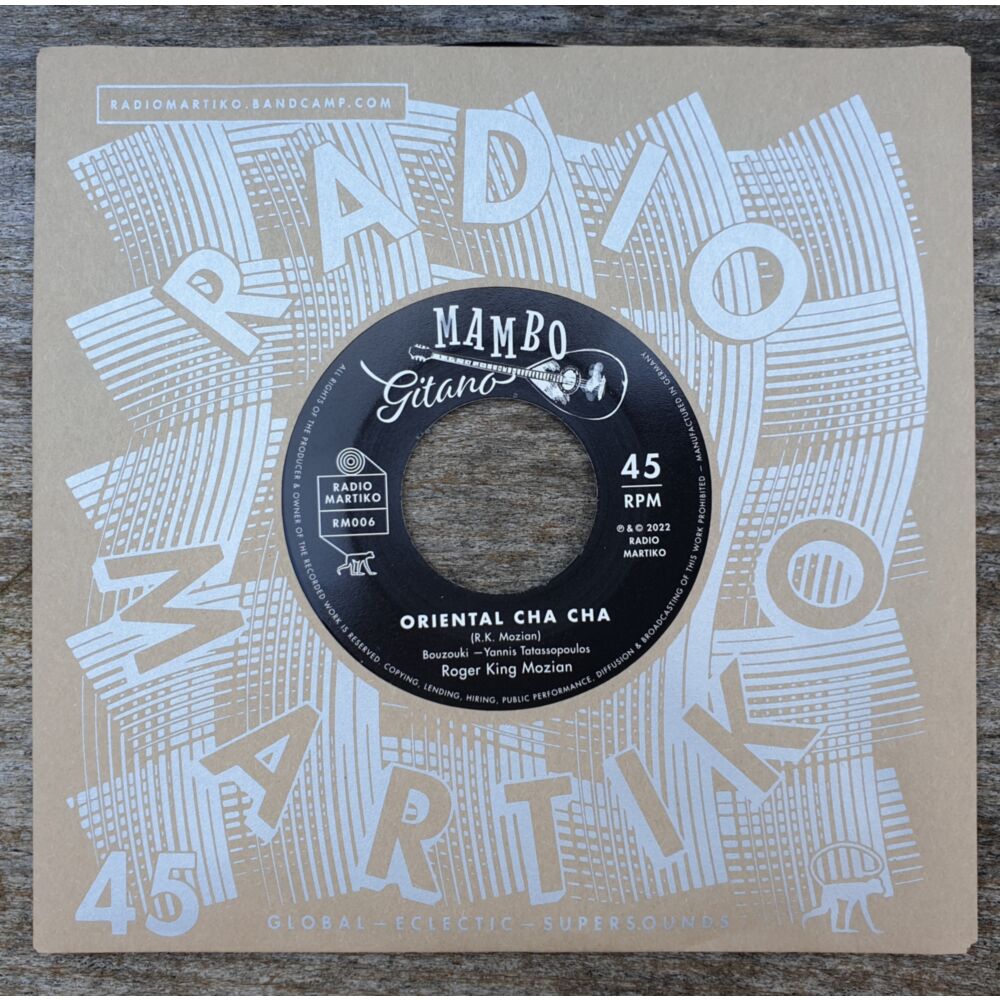 RADIOMARTIKO.BANDCAMP.COM
RADIO
MAMBO
Gitano
45
RPM
RADIO
MARTIKO
RM006
℗ & © 2022
RADIO
MARTIKO
ORIENTAL CHA CHA
(R.K. Mozian)
Bouzouki – Yannis Tatassopoulos
Roger King Mozian
ALL RIGHTS OF THE PRODUCER & OWNER OF THE RECORDED WORK IS RESERVED. COPYING, LENDING, HIRING, PUBLIC PERFORMANCE, DIFFUSION & BROADCASTING OF THIS WORK PROHIBITED – MANUFACTURED IN GERMANY
MARTIKO
45
GLOBAL – ECLECTIC – SUPERSOUNDS